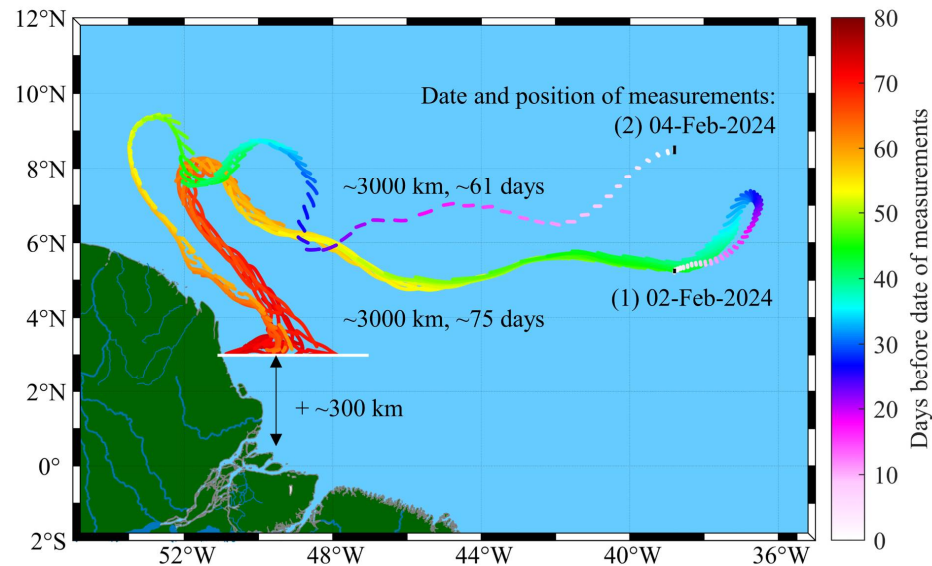 12°N
10°N
8°N
6°N
4°N
2°N
0°
2°S
52°W
48°W
44°W
40°W
36°W
Date and position of measurements:
(2) 04-Feb-2024
~3000 km, ~61 days
(1) 02-Feb-2024
~3000 km, ~75 days
+ ~300 km
80
70
60
50
40
30
20
10
0
Days before date of measurements